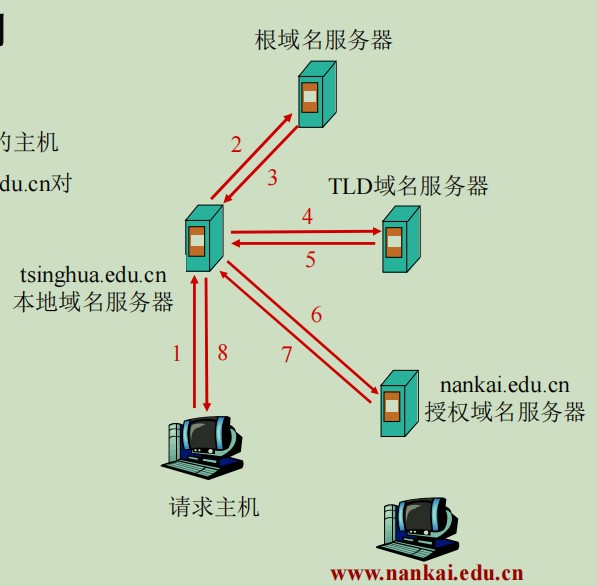 根域名服务器
的主机
du.cn对
2
3
TLD域名服务器
4
5
tsinghua.edu.cn
本地域名服务器
6
7
1
8
nankai.edu.cn
授权域名服务器
请求主机
www.nankai.edu.cn